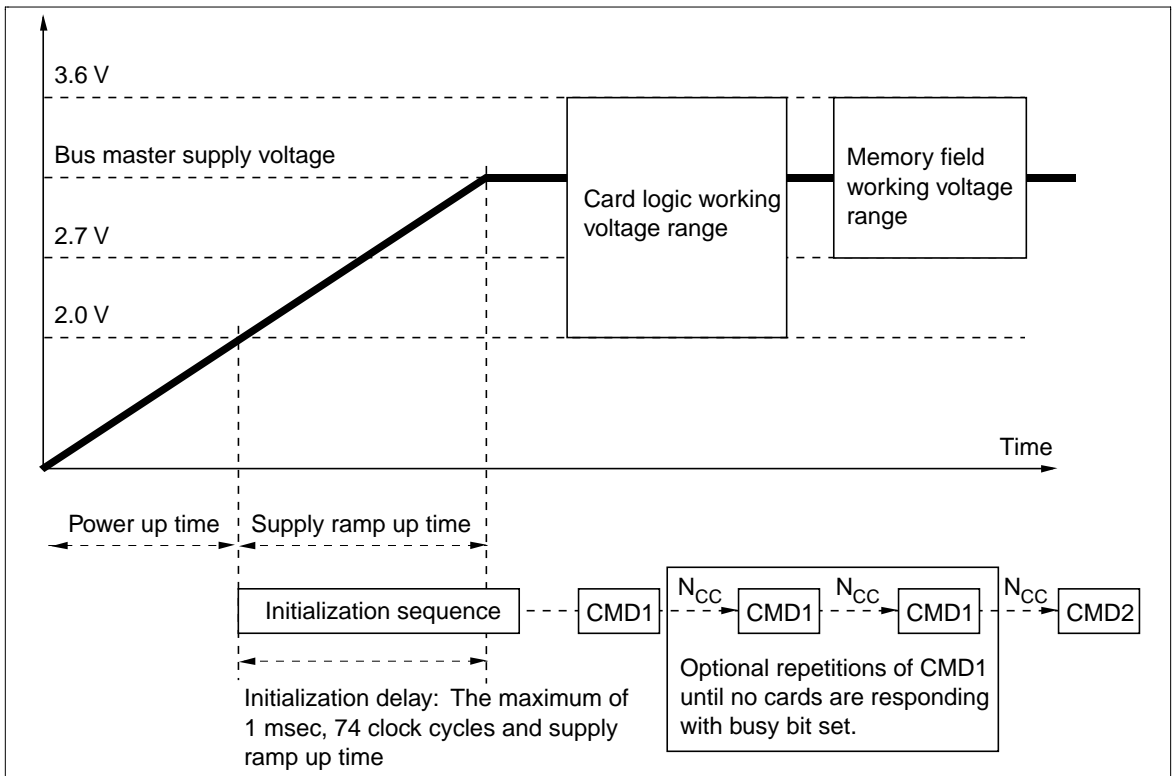 3.6 V
Bus master supply voltage
2.7 V
2.0 V
Card logic working
voltage range
Memory field
working voltage
range
Time
Power up time
Supply ramp up time
Initialization sequence
CMD1
NCC
CMD1
NCC
CMD1
NCC
CMD2
Initialization delay: The maximum of
1 msec, 74 clock cycles and supply
ramp up time
Optional repetitions of CMD1
until no cards are responding
with busy bit set.